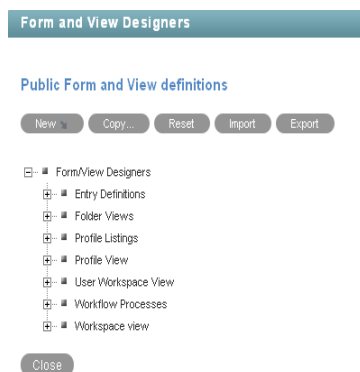 Form and View Designers
Public Form and View definitions
New Copy... Reset Import Export
Form/View Designers
Entry Definitions
Folder Views
Profile Listings
Profile View
User Workspace View
Workflow Processes
Workspace view
Close